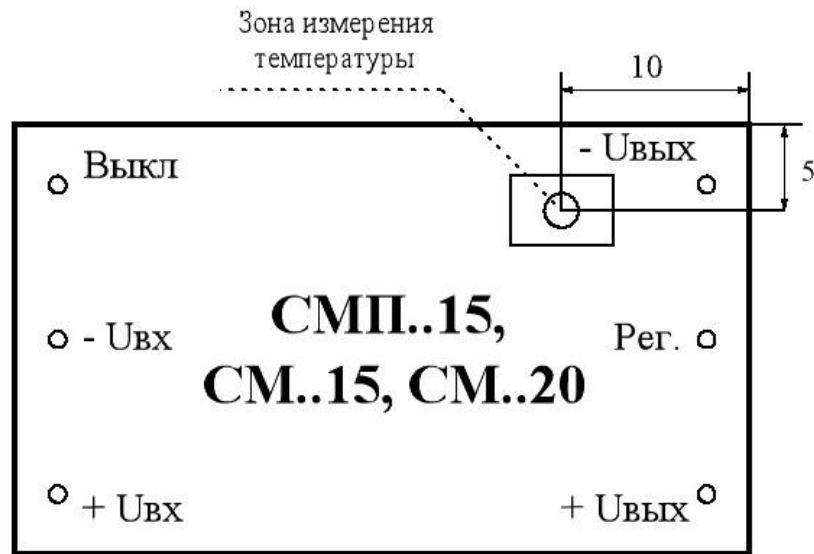 Зона измерения
температуры
10
- Uвых
5
Выкл
СМП..15,
- Uвх
Рег.
СМ..15, СМ..20
+ Uвх
+ Uвых